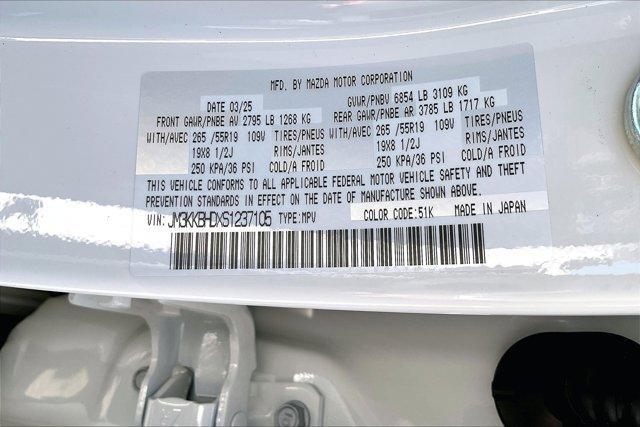 MFD. BY MAZDA MOTOR CORPORATION
DATE 03/25 GVWR/PNBV 6854 LB 3109 KG
FRONT GAWR/PNBE AV 2795 LB 1268 KG REAR GAWR/PNBE AR 3785 LB 1717 KG
WITH/AVEC 265 /55R19 109V TIRES/PNEUS WITH/AVEC 265 /55R19 109V TIRES/PNEUS
19X8 1/2J RIMS/JANTES 19X8 1/2J RIMS/JANTES
250 KPA/36 PSI COLD/A FROID 250 KPA/36 PSI COLD/A FROID
THIS VEHICLE CONFORMS TO ALL APPLICABLE FEDERAL MOTOR VEHICLE SAFETY AND THEFT
PREVENTION STANDARDS IN EFFECT ON THE DATE OF MANUFACTURE SHOWN ABOVE.
VIN: JM3KKBHDXS1237105 TYPE:MPV COLOR CODE:51K MADE IN JAPAN